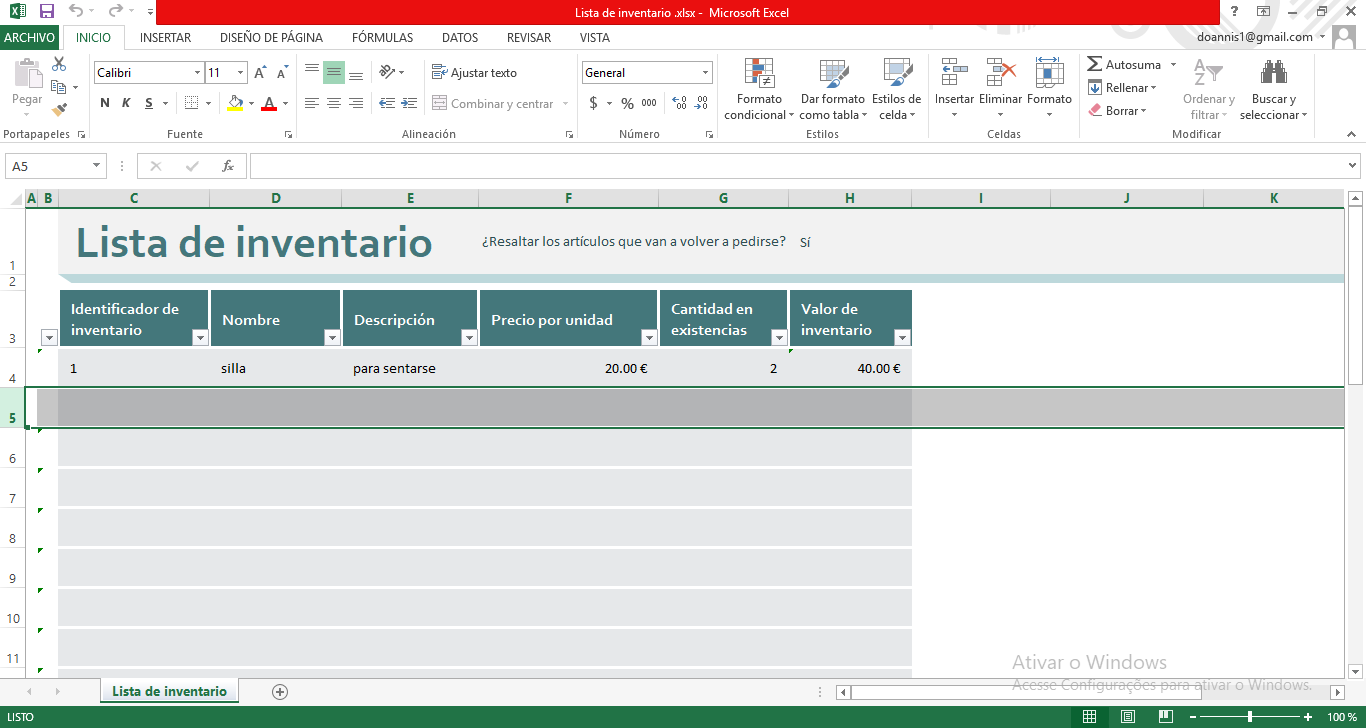 Lista de inventario .xlsx - Microsoft Excel
ARCHIVO INICIO INSERTAR DISEÑO DE PÁGINA FÓRMULAS DATOS REVISAR VISTA doannis1@gmail.com
Pegar
Calibri 11
N K S
Ajustar texto
Combinar y centrar
General
$ % 000
Formato condicional
Dar formato como tabla
Estilos de celda
Insertar Eliminar Formato
Autosuma
Rellenar
Borrar
Ordenar y filtrar
Buscar y seleccionar
Portapapeles Fuente Alineación Número Estilos Celdas Modificar
A5 fx
A B C D E F G H I J K
1 Lista de inventario ¿Resaltar los artículos que van a volver a pedirse? Sí
2
3 Identificador de inventario Nombre Descripción Precio por unidad Cantidad en existencias Valor de inventario
4 1 silla para sentarse 20.00 € 2 40.00 €
5
6
7
8
9
10
11
Ativar o Windows
Acesse Configurações para ativar o Windows.
Lista de inventario
LISTO 100 %